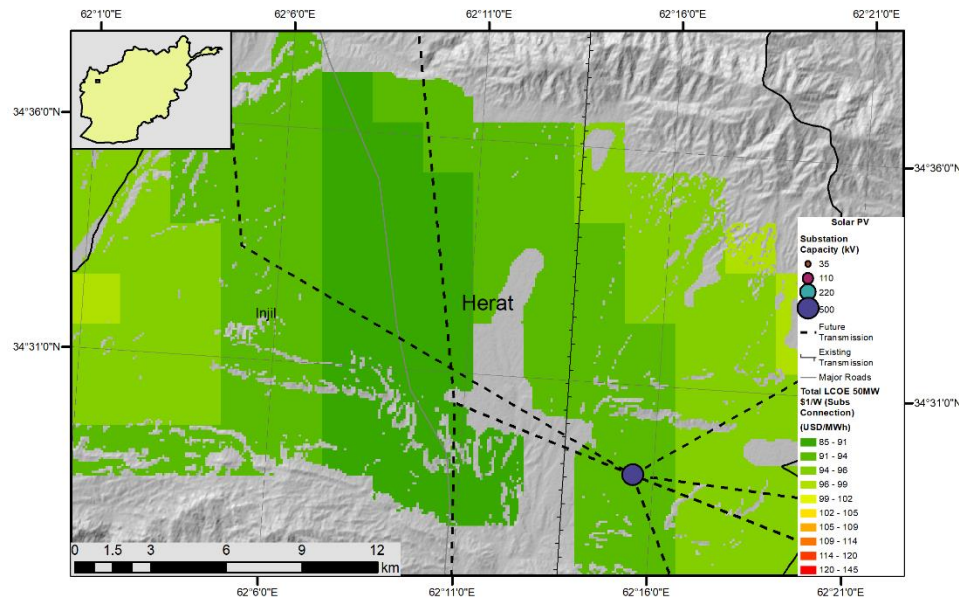 62°1'0"E 62°6'0"E 62°11'0"E 62°16'0"E 62°21'0"E
34°36'0"N
34°36'0"N
Solar PV
Substation
Capacity (kV)
35
110
220
500
Future
Transmission
Existing
Transmission
Major Roads
Total LCOE 50MW
$1/W (Subs
Connection)
(USD/MWh)
85 - 91
91 - 94
94 - 96
96 - 99
99 - 102
102 - 105
105 - 109
109 - 114
114 - 120
120 - 145
Herat
Injil
34°31'0"N
34°31'0"N
0 1.5 3 6 9 12
km
62°6'0"E 62°11'0"E 62°16'0"E 62°21'0"E